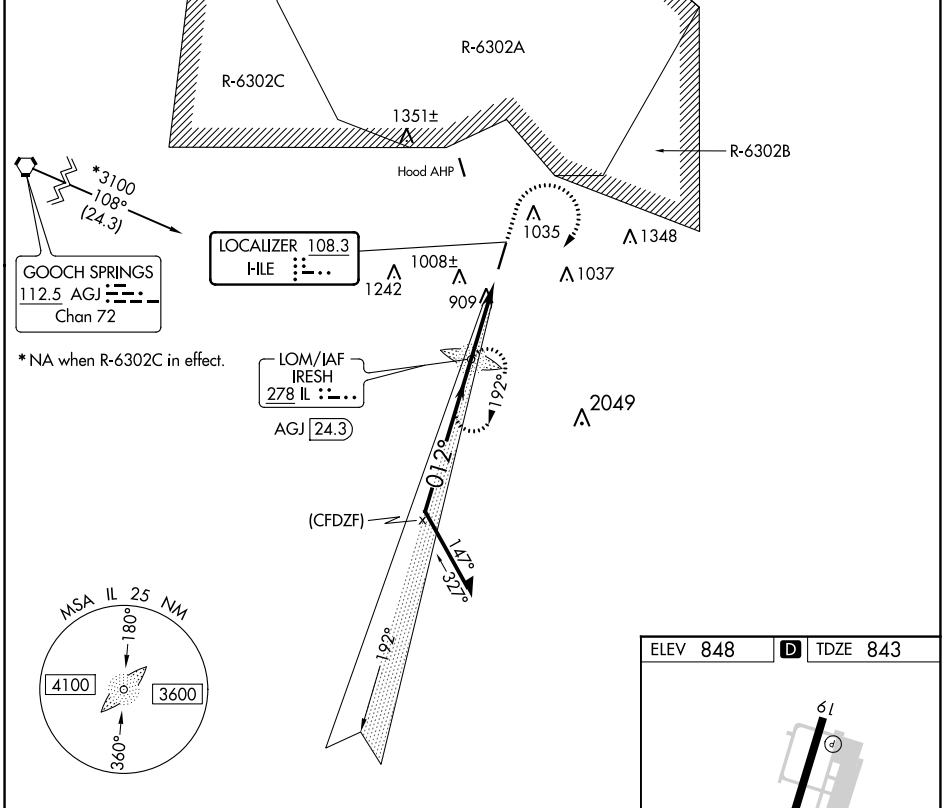 R-6302A
R-6302C
1351±
R-6302B
Hood AHP
*3100
108°
(24.3)
1035
1348
LOCALIZER 108.3
I-ILE
1008±
1242
1037
GOOCH SPRINGS
112.5 AGJ
Chan 72
909
* NA when R-6302C in effect.
LOM/IAF
IRESH
278 IL
192°
2049
AGJ 24.3
012°
(CFDZF)
147°
327°
MSA IL 25 NM
180°
192°
4100
3600
360°
ELEV 848
D
TDZE 843
19
P